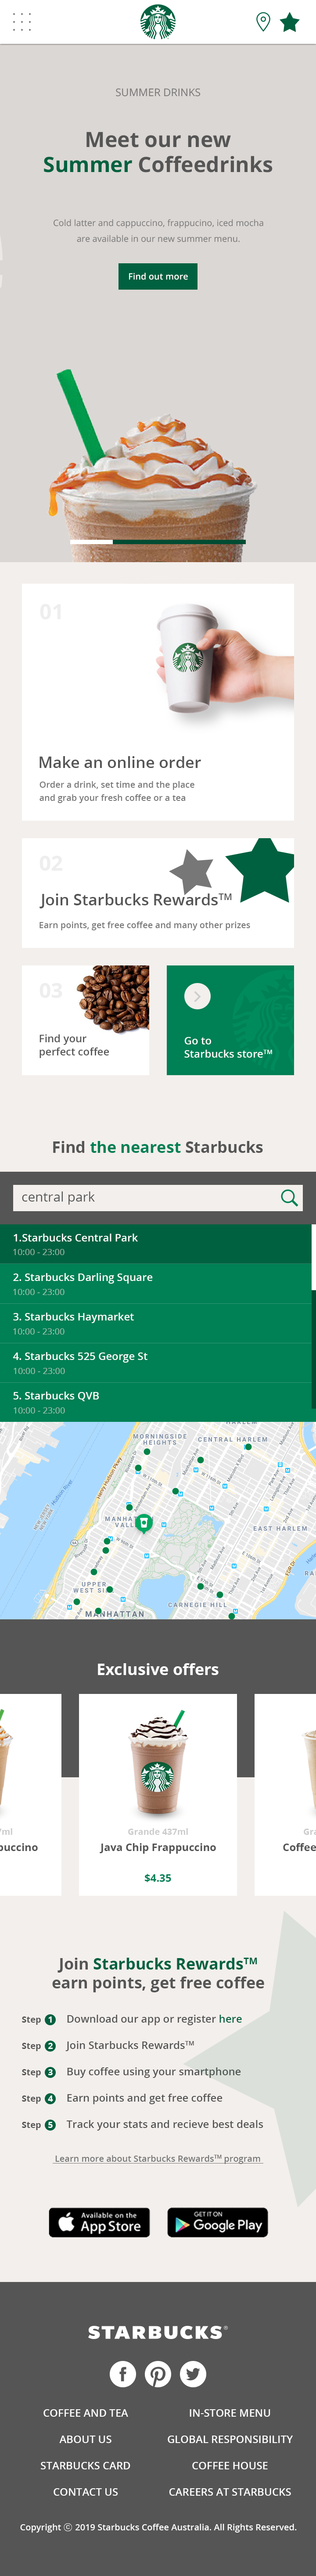 SUMMER DRINKS
Meet our new
Summer Coffeedrinks
Cold latter and cappuccino, frappucino, iced mocha
are available in our new summer menu.
Find out more
01
Make an online order
Order a drink, set time and the place
and grab your fresh coffee or a tea
02
Join Starbucks Rewards™
Earn points, get free coffee and many other prizes
03
Find your
perfect coffee
Go to
Starbucks store™
Find the nearest Starbucks
central park
1.Starbucks Central Park
10:00 - 23:00
2. Starbucks Darling Square
10:00 - 23:00
3. Starbucks Haymarket
10:00 - 23:00
4. Starbucks 525 George St
10:00 - 23:00
5. Starbucks QVB
10:00 - 23:00
HARLEM
MORNINGSIDE
HEIGHTS
CENTRAL HARLEM
MANHAT
VALL
EAST HARLEM
UPPER
WEST SI
CARNEGIE HILL
MANHATTAN
Exclusive offers
Grande 437ml
Java Chip Frappuccino
$4.35
Coffee
Join Starbucks Rewards™
earn points, get free coffee
Step 1 Download our app or register here
Step 2 Join Starbucks Rewards™
Step 3 Buy coffee using your smartphone
Step 4 Earn points and get free coffee
Step 5 Track your stats and recieve best deals
Learn more about Starbucks Rewards™ program
Available on the
App Store
GET IT ON
Google Play
STARBUCKS®
COFFEE AND TEA
IN-STORE MENU
ABOUT US
GLOBAL RESPONSIBILITY
STARBUCKS CARD
COFFEE HOUSE
CONTACT US
CAREERS AT STARBUCKS
Copyright © 2019 Starbucks Coffee Australia. All Rights Reserved.